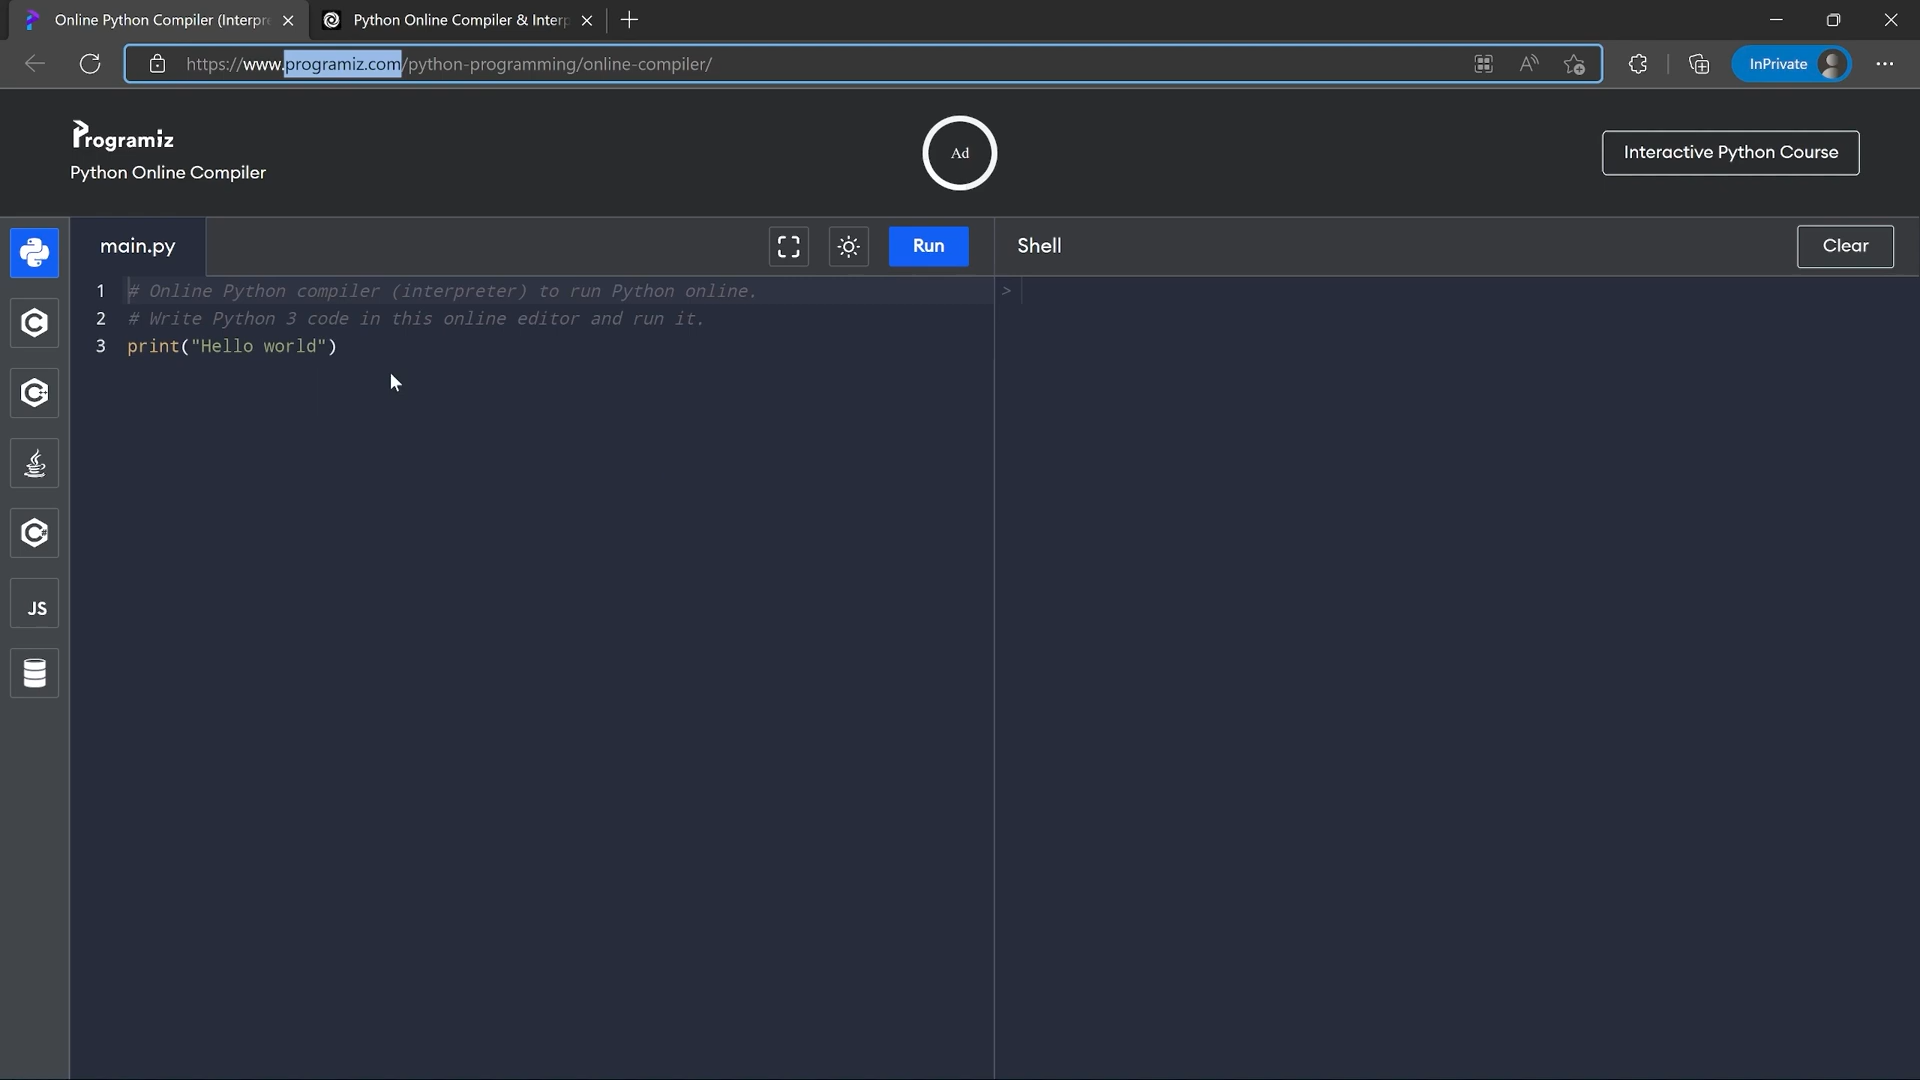 Online Python Compiler (Interpre
Python Online Compiler & Interp
https://www.programiz.com/python-programming/online-compiler/
InPrivate
Programiz
Python Online Compiler
Ad
Interactive Python Course
main.py
Run
Shell
Clear
1 # Online Python compiler (interpreter) to run Python online.
2 # Write Python 3 code in this online editor and run it.
3 print("Hello world")
>
JS